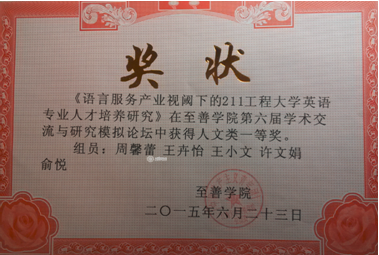 奖状
《语言服务产业视阈下的211工程大学英语
专业人才培养研究》在至善学院第六届学术交
流与研究模拟论坛中获得人文类一等奖。
组员：周馨蕾 王卉怡 王小文 许文娟
俞悦
至善学院
二〇一五年六月二十三日